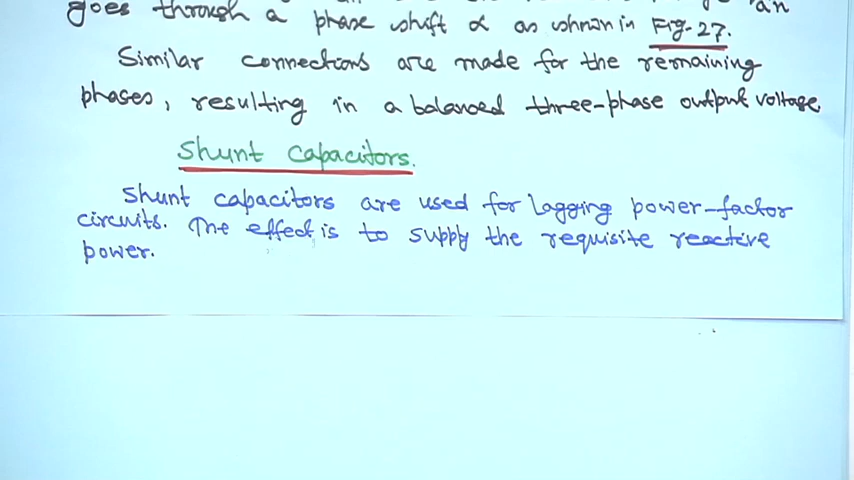 goes through a phase shift α as shown in Fig-27.
Similar connections are made for the remaining
phases, resulting in a balanced three-phase output voltage.
Shunt Capacitors.
Shunt capacitors are used for lagging power-factor
circuits. The effect is to supply the requisite reactive
power.